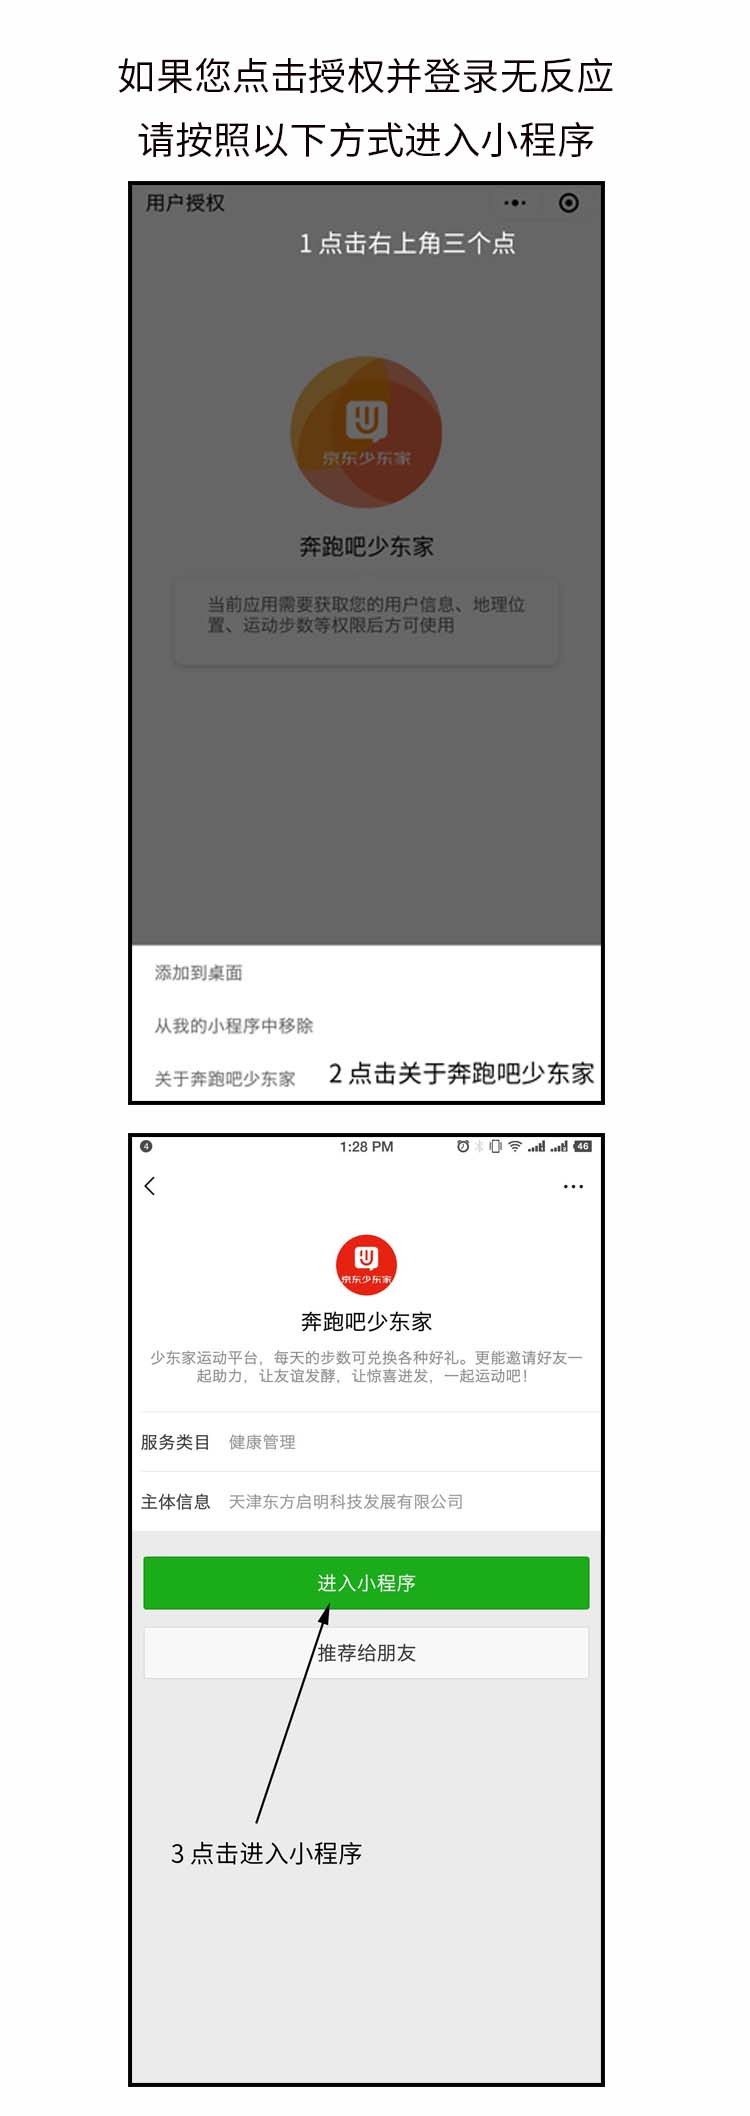 如果您点击授权并登录无反应
请按照以下方式进入小程序
用户授权
1 点击右上角三个点
京东少东家
奔跑吧少东家
当前应用需要获取您的用户信息、地理位
置、运动步数等权限后方可使用
添加到桌面
从我的小程序中移除
关于奔跑吧少东家
2 点击关于奔跑吧少东家
4
1:28 PM
46
京东少东家
奔跑吧少东家
少东家运动平台，每天的步数可兑换各种好礼。更能邀请好友一
起助力，让友谊发酵，让惊喜迸发，一起运动吧！
服务类目 健康管理
主体信息 天津东方启明科技发展有限公司
进入小程序
推荐给朋友
3 点击进入小程序